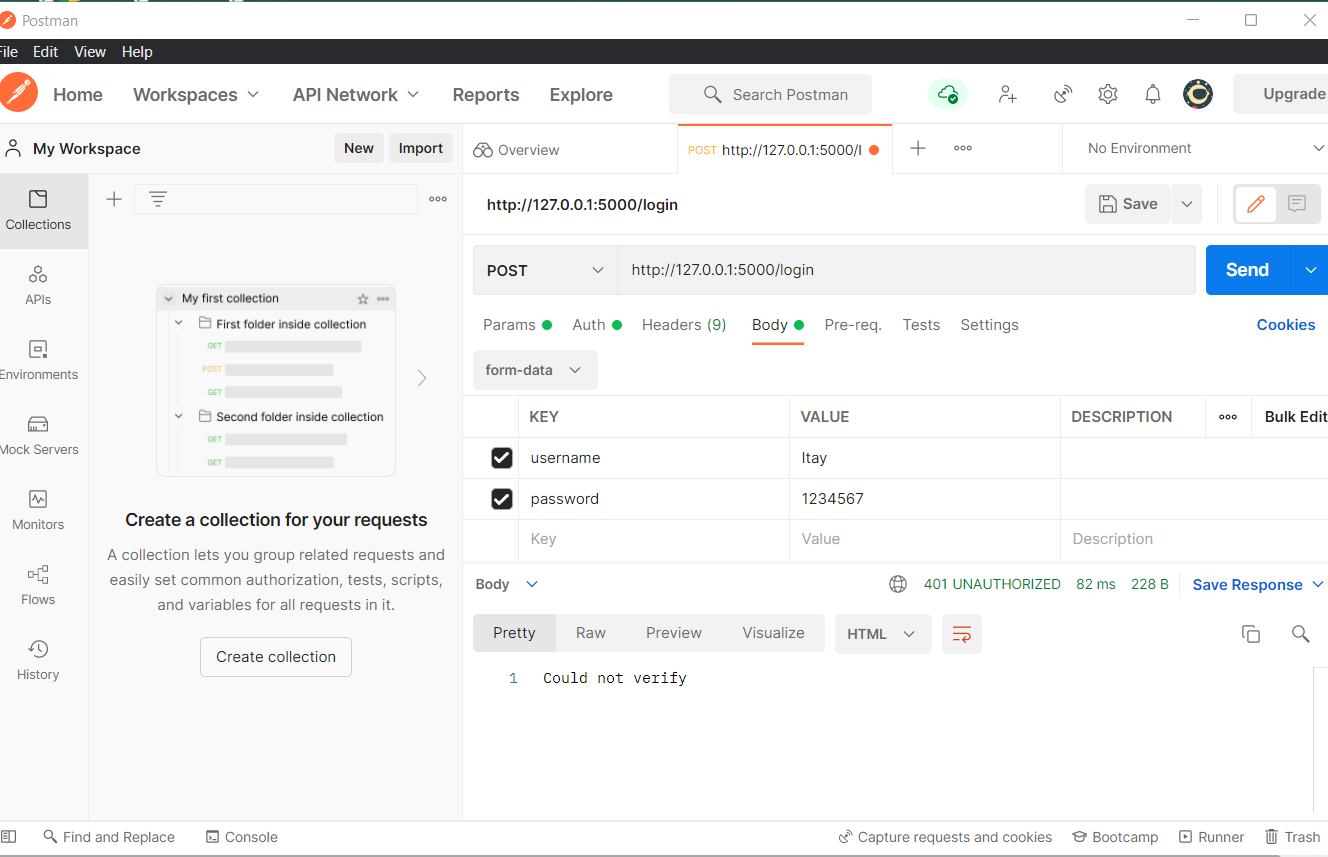 Postman
File Edit View Help
Home Workspaces API Network Reports Explore Search Postman Upgrade
My Workspace New Import Overview POST http://127.0.0.1:5000/l No Environment
Collections
APIs
Environments
Mock Servers
Monitors
Flows
History
My first collection
First folder inside collection
GET
POST
GET
Second folder inside collection
GET
GET
Create a collection for your requests
A collection lets you group related requests and
easily set common authorization, tests, scripts,
and variables for all requests in it.
Create collection
http://127.0.0.1:5000/login Save
POST http://127.0.0.1:5000/login Send
Params Auth Headers (9) Body Pre-req. Tests Settings Cookies
form-data
KEY VALUE DESCRIPTION Bulk Edit
username Itay
password 1234567
Key Value Description
Body 401 UNAUTHORIZED 82 ms 228 B Save Response
Pretty Raw Preview Visualize HTML
1 Could not verify
Find and Replace Console Capture requests and cookies Bootcamp Runner Trash